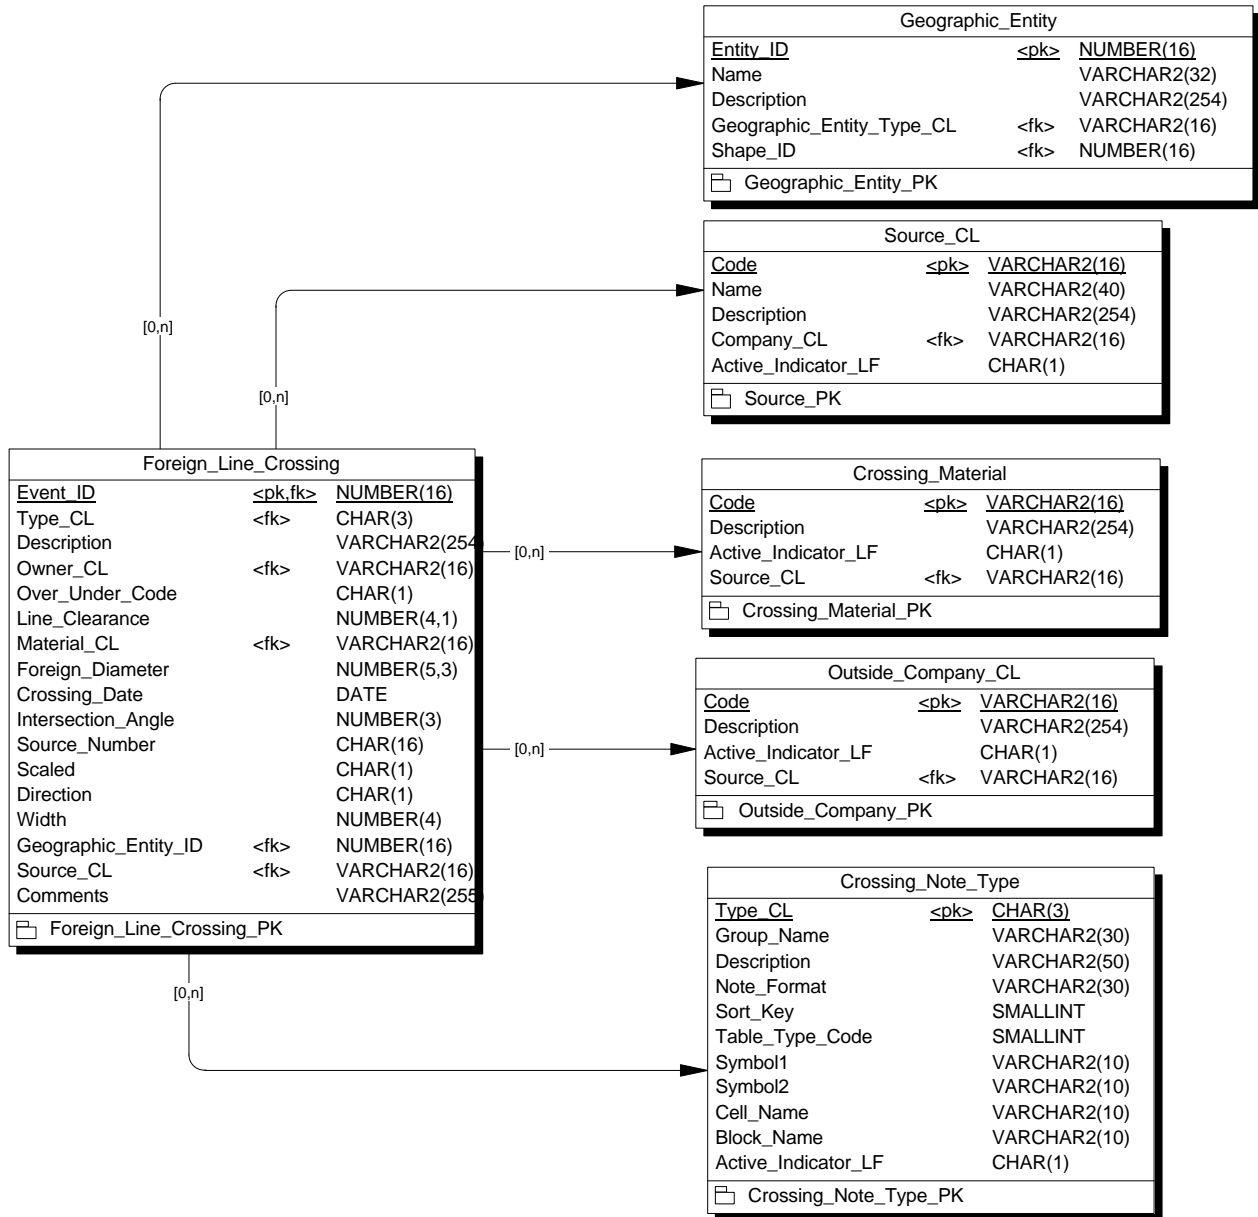 Geographic_Entity
Entity_ID <pk> NUMBER(16)
Name VARCHAR2(32)
Description VARCHAR2(254)
Geographic_Entity_Type_CL <fk> VARCHAR2(16)
Shape_ID <fk> NUMBER(16)
Geographic_Entity_PK
Source_CL
Code <pk> VARCHAR2(16)
Name VARCHAR2(40)
Description VARCHAR2(254)
Company_CL <fk> VARCHAR2(16)
Active_Indicator_LF CHAR(1)
Source_PK
[0,n]
[0,n]
Foreign_Line_Crossing
Event_ID <pk,fk> NUMBER(16)
Type_CL <fk> CHAR(3)
Description VARCHAR2(254
Owner_CL <fk> VARCHAR2(16)
Over_Under_Code CHAR(1)
Line_Clearance NUMBER(4,1)
Material_CL <fk> VARCHAR2(16)
Foreign_Diameter NUMBER(5,3)
Crossing_Date DATE
Intersection_Angle NUMBER(3)
Source_Number CHAR(16)
Scaled CHAR(1)
Direction CHAR(1)
Width NUMBER(4)
Geographic_Entity_ID <fk> NUMBER(16)
Source_CL <fk> VARCHAR2(16)
Comments VARCHAR2(255)
Foreign_Line_Crossing_PK
[0,n]
[0,n]
[0,n]
Crossing_Material
Code <pk> VARCHAR2(16)
Description VARCHAR2(254)
Active_Indicator_LF CHAR(1)
Source_CL <fk> VARCHAR2(16)
Crossing_Material_PK
Outside_Company_CL
Code <pk> VARCHAR2(16)
Description VARCHAR2(254)
Active_Indicator_LF CHAR(1)
Source_CL <fk> VARCHAR2(16)
Outside_Company_PK
Crossing_Note_Type
Type_CL <pk> CHAR(3)
Group_Name VARCHAR2(30)
Description VARCHAR2(50)
Note_Format VARCHAR2(30)
Sort_Key SMALLINT
Table_Type_Code SMALLINT
Symbol1 VARCHAR2(10)
Symbol2 VARCHAR2(10)
Cell_Name VARCHAR2(10)
Block_Name VARCHAR2(10)
Active_Indicator_LF CHAR(1)
Crossing_Note_Type_PK